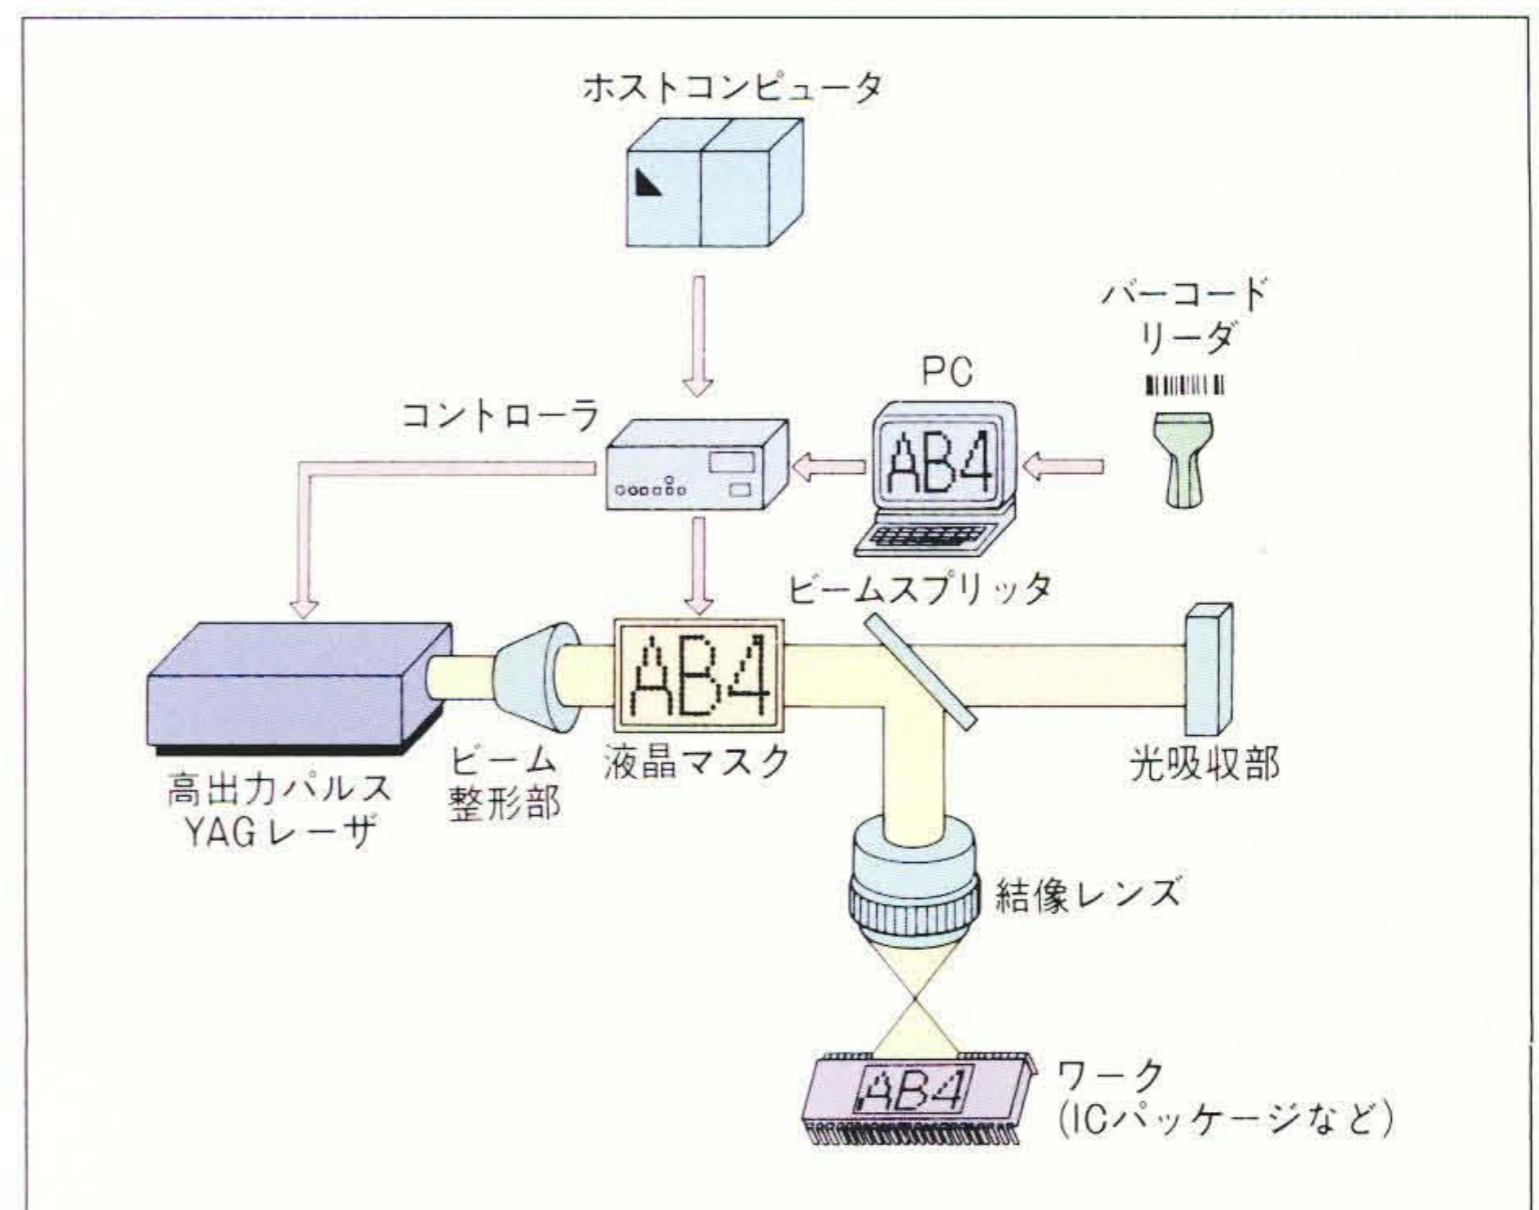 ホストコンピュータ
バーコード
リーダ
PC
コントローラ
AB4
ビームスプリッタ
AB4
ビーム
整形部
液晶マスク
光吸収部
高出力パルス
YAGレーザ
結像レンズ
AB4
ワーク
(ICパッケージなど)